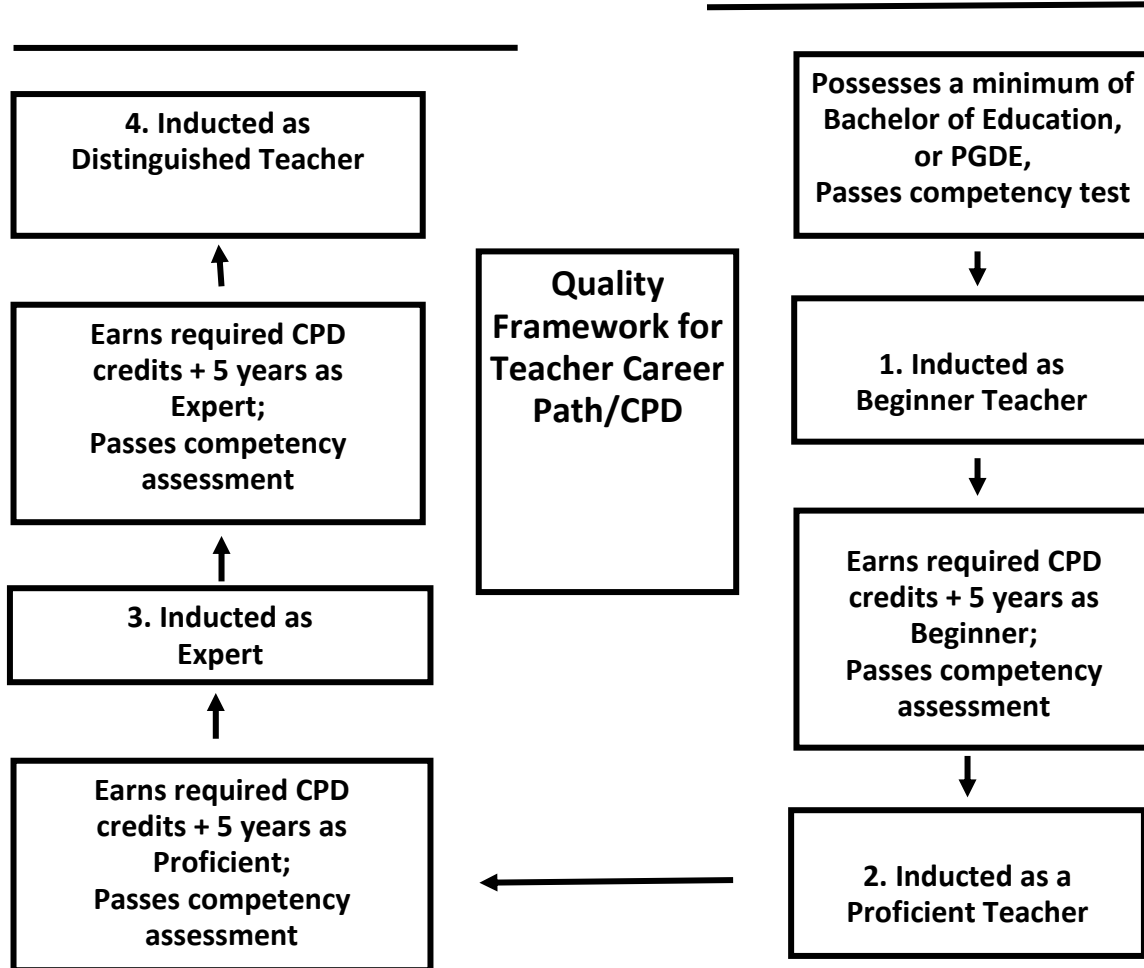 Possesses a minimum of
Bachelor of Education,
or PGDE,
Passes competency test
1. Inducted as
Beginner Teacher
Earns required CPD
credits + 5 years as
Beginner;
Passes competency
assessment
2. Inducted as a
Proficient Teacher
Earns required CPD
credits + 5 years as
Proficient;
Passes competency
assessment
3. Inducted as
Expert
Earns required CPD
credits + 5 years as
Expert;
Passes competency
assessment
4. Inducted as
Distinguished Teacher
Quality
Framework for
Teacher Career
Path/CPD